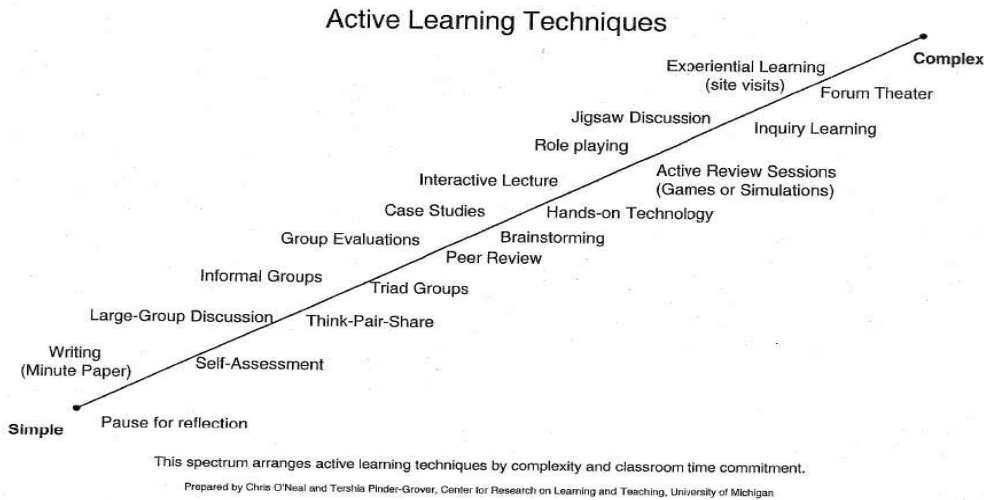 Active Learning Techniques
Complex
Experiential Learning
(site visits)
Forum Theater
Jigsaw Discussion
Inquiry Learning
Role playing
Active Review Sessions
(Games or Simulations)
Interactive Lecture
Case Studies
Hands-on Technology
Group Evaluations
Brainstorming
Peer Review
Informal Groups
Triad Groups
Large-Group Discussion
Think-Pair-Share
Writing
(Minute Paper)
Self-Assessment
Simple
Pause for reflection
This spectrum arranges active learning techniques by complexity and classroom time commitment.
Prepared by Chris O'Neal and Tershia Pinder-Grover, Center for Research on Learning and Teaching, University of Michigan